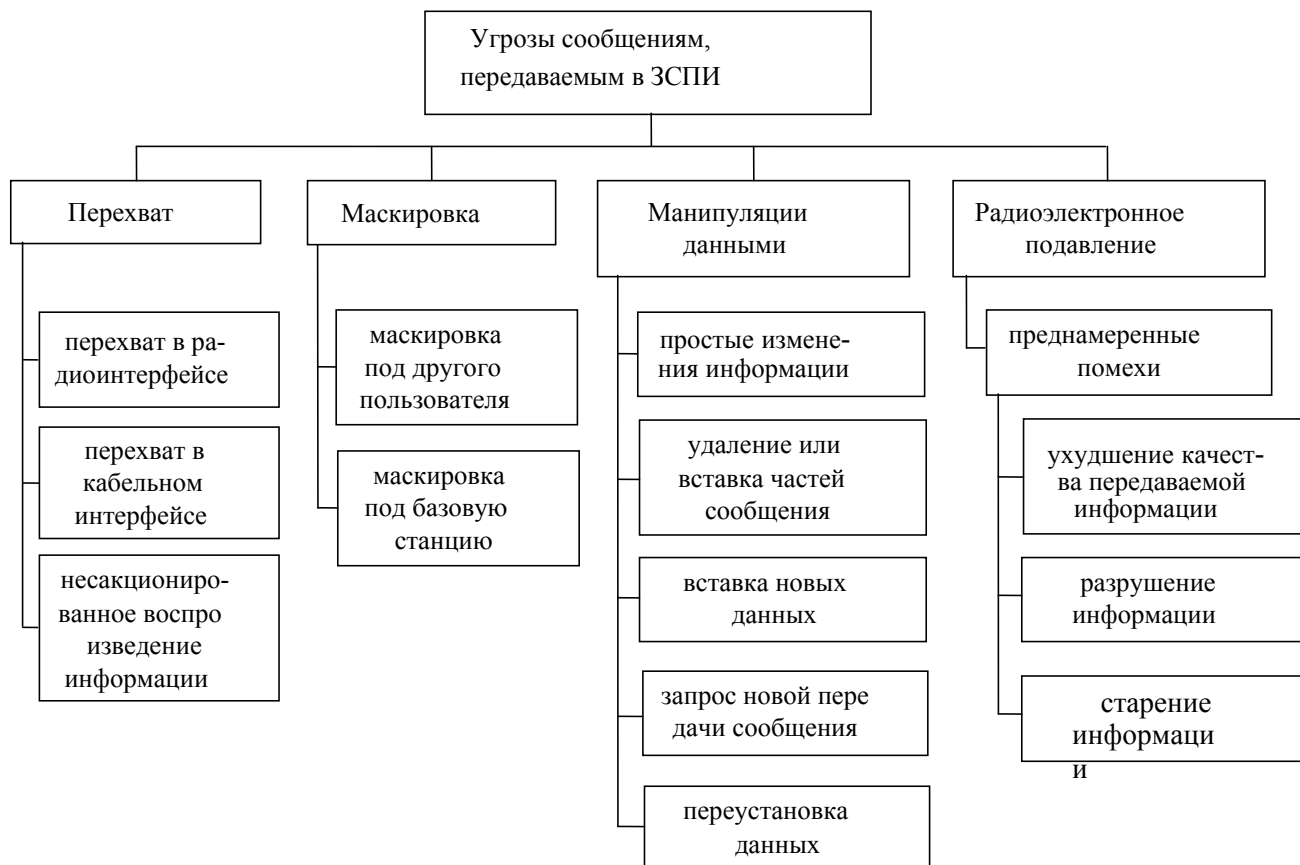 Угрозы сообщениям,
передаваемым в ЗСПИ
Перехват
Маскировка
Манипуляции
данными
Радиоэлектронное
подавление
перехват в ра-
диоинтерфейсе
перехват в
кабельном
интерфейсе
несакциониро-
ванное воспро
изведение
информации
маскировка
под другого
пользователя
маскировка
под базовую
станцию
простые измене-
ния информации
удаление или
вставка частей
сообщения
вставка новых
данных
запрос новой пере
дачи сообщения
переустановка
данных
преднамеренные
помехи
ухудшение качест-
ва передаваемой
информации
разрушение
информации
старение
информаци
и